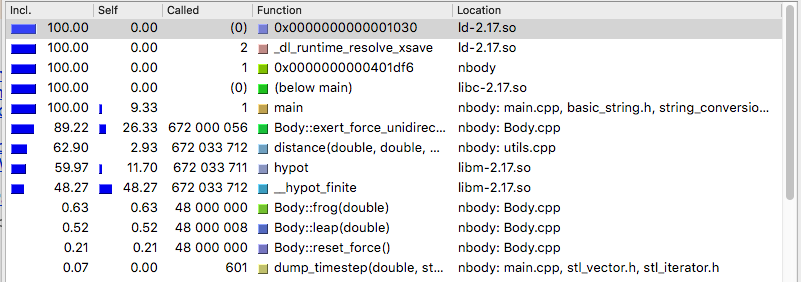 Incl. Self Called Function Location
100.00 0.00 (0) 0x0000000000001030 ld-2.17.so
100.00 0.00 2 _dl_runtime_resolve_xsave ld-2.17.so
100.00 0.00 1 0x0000000000401df6 nbody
100.00 0.00 (0) (below main) libc-2.17.so
100.00 9.33 1 main nbody: main.cpp, basic_string.h, string_conversio...
89.22 26.33 672 000 056 Body::exert_force_unidirec... nbody: Body.cpp
62.90 2.93 672 033 712 distance(double, double, ... nbody: utils.cpp
59.97 11.70 672 033 711 hypot libm-2.17.so
48.27 48.27 672 033 712 __hypot_finite libm-2.17.so
0.63 0.63 48 000 000 Body::frog(double) nbody: Body.cpp
0.52 0.52 48 000 008 Body::leap(double) nbody: Body.cpp
0.21 0.21 48 000 000 Body::reset_force() nbody: Body.cpp
0.07 0.00 601 dump_timestep(double, st... nbody: main.cpp, stl_vector.h, stl_iterator.h